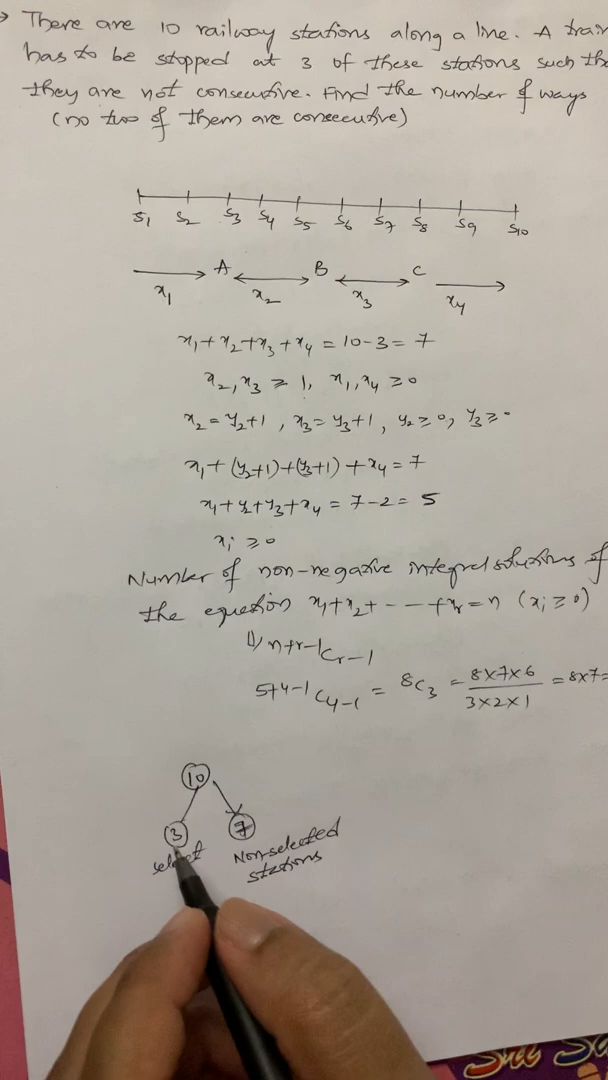 There are 10 railway stations along a line. A train
has to be stopped at 3 of these stations such
they are not consecutive. Find the number of ways
(no two of them are consecutive)
S1 S2 S3 S4 S5 S6 S7 S8 S9 S10
A B C
x1 x2 x3 x4
x1+x2+x3+x4 = 10-3 = 7
x2, x3 ≥ 1, x1, x4 ≥ 0
x2 = y2+1, x3 = y3+1, y2 ≥ 0, y3 ≥ 0
x1+(y2+1)+(y3+1)+x4 = 7
x1+y2+y3+x4 = 7-2 = 5
xi ≥ 0
Number of non-negative integral solutions of
the equation x1+x2+--+xr = n (xi ≥ 0)
n+r-1Cr-1
5+4-1C4-1 = 8C3 = 8×7×6/3×2×1 = 8×7=
10
3 7
select Non selected
stations
Sri